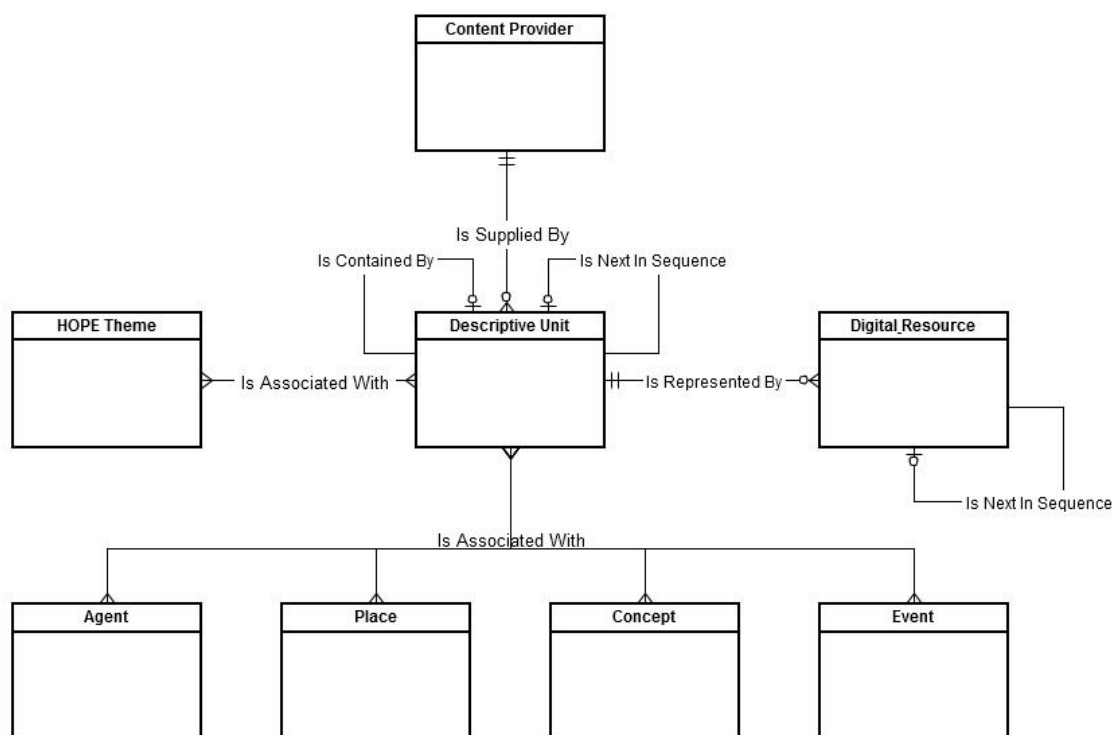 Content Provider
Is Supplied By
Is Contained By
Is Next In Sequence
HOPE Theme
Descriptive Unit
Digital_Resource
Is Associated With
Is Represented By
Is Next In Sequence
Is Associated With
Agent
Place
Concept
Event